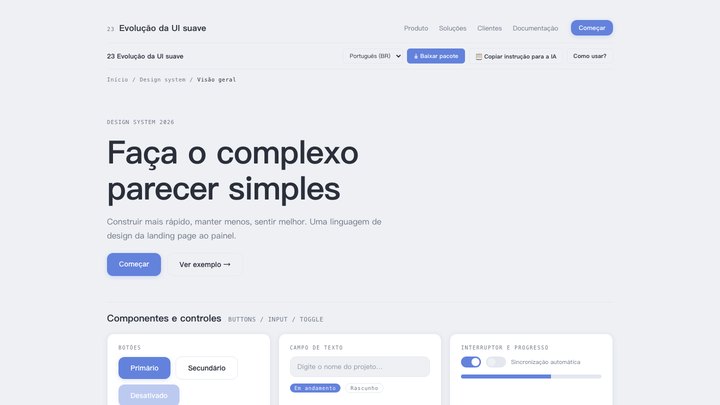 23 Evolução da UI suave
Produto Soluções Clientes Documentação Começar
23 Evolução da UI suave
Português (BR) ↓ Baixar pacote 📋 Copiar instrução para a IA Como usar?
Início / Design system / Visão geral
DESIGN SYSTEM 2026
Faça o complexo
parecer simples
Construir mais rápido, manter menos, sentir melhor. Uma linguagem de
design da landing page ao painel.
Começar Ver exemplo →
Componentes e controles BUTTONS / INPUT / TOGGLE
BOTÕES
Primário Secundário
Desativado
CAMPO DE TEXTO
Digite o nome do projeto...
Em andamento Rascunho
INTERRUPTOR E PROGRESSO
Sincronização automática